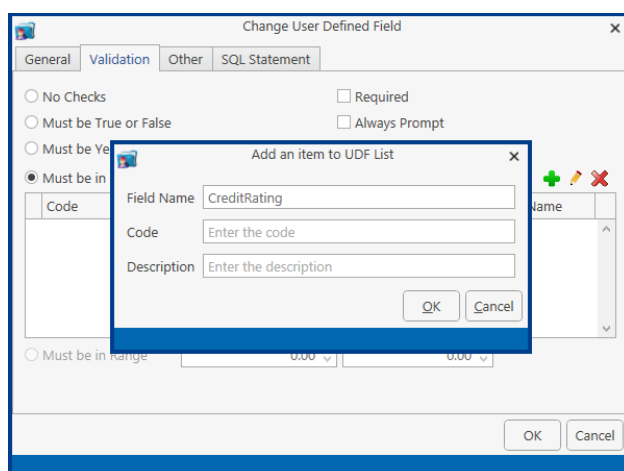 Change User Defined Field
General Validation Other SQL Statement
No Checks Required
Must be True or False Always Prompt
Must be Ye
Must be in
Code Name
Add an item to UDF List
Field Name CreditRating
Code Enter the code
Description Enter the description
OK Cancel
Must be in Range 0.00 0.00
OK Cancel